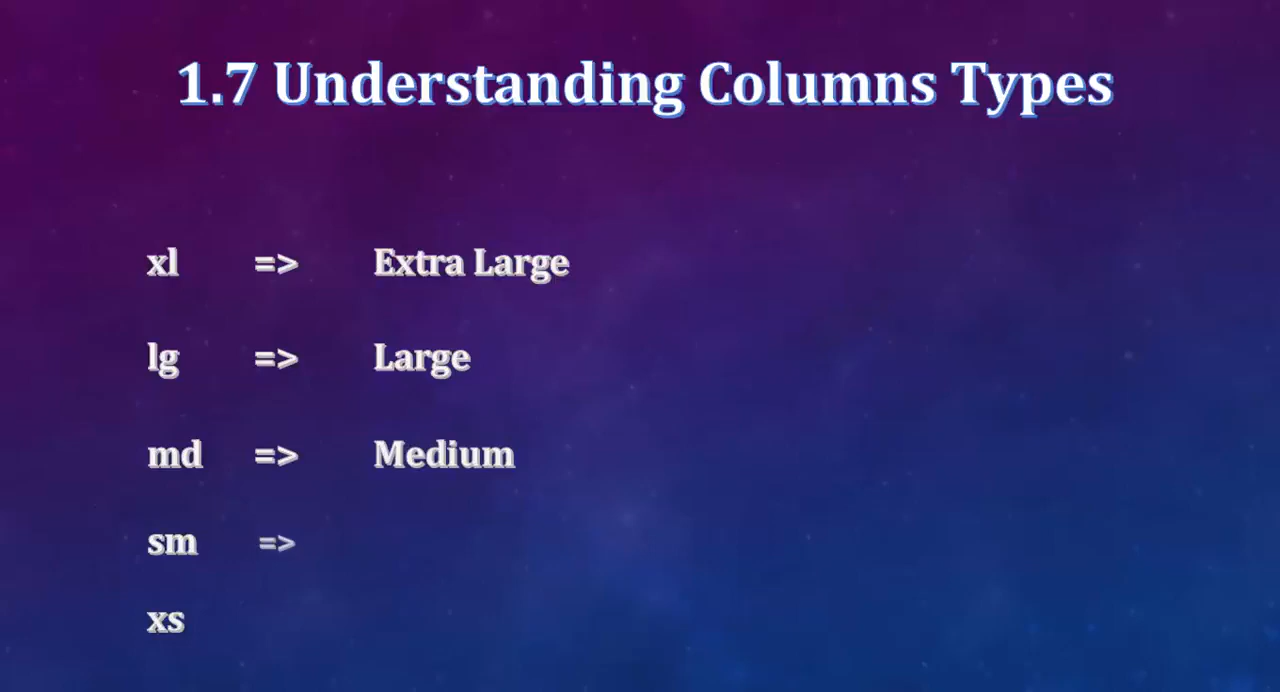 1.7 Understanding Columns Types
xl => Extra Large
lg => Large
md => Medium
sm =>
xs